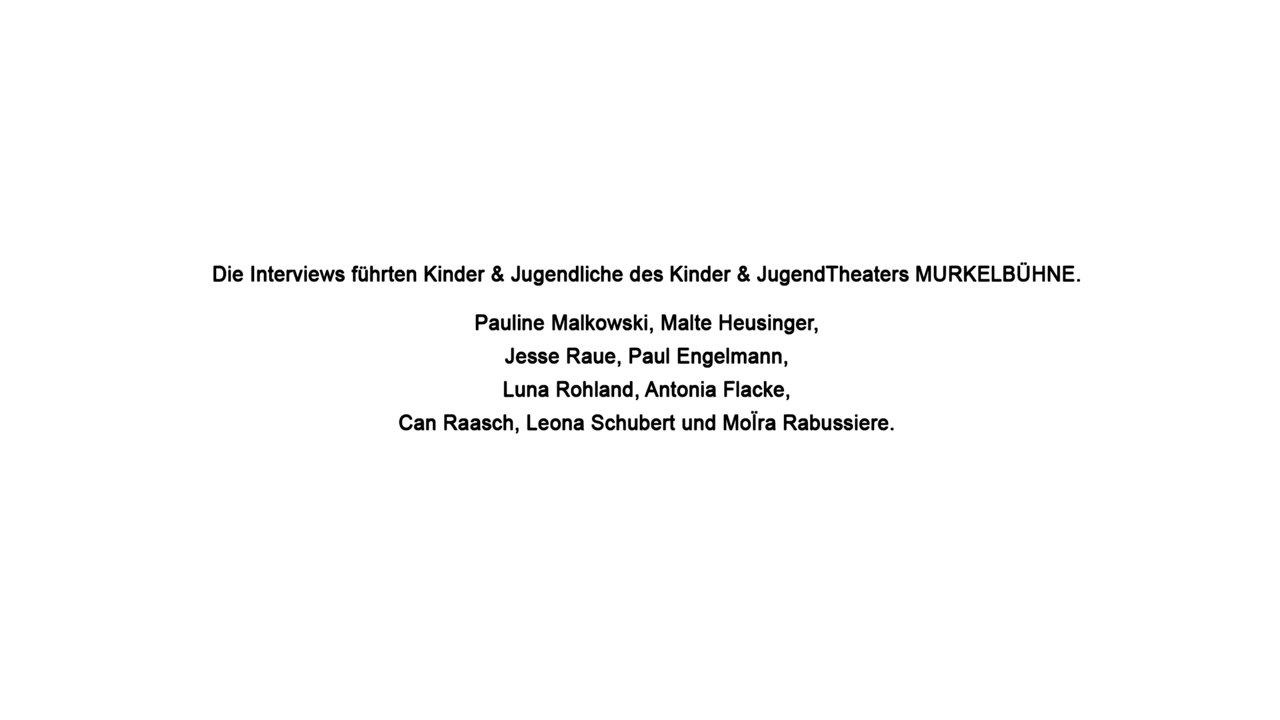 Die Interviews führten Kinder & Jugendliche des Kinder & JugendTheaters MURKELBÜHNE.
Pauline Malkowski, Malte Heusinger,
Jesse Raue, Paul Engelmann,
Luna Rohland, Antonia Flacke,
Can Raasch, Leona Schubert und MoÏra Rabussiere.